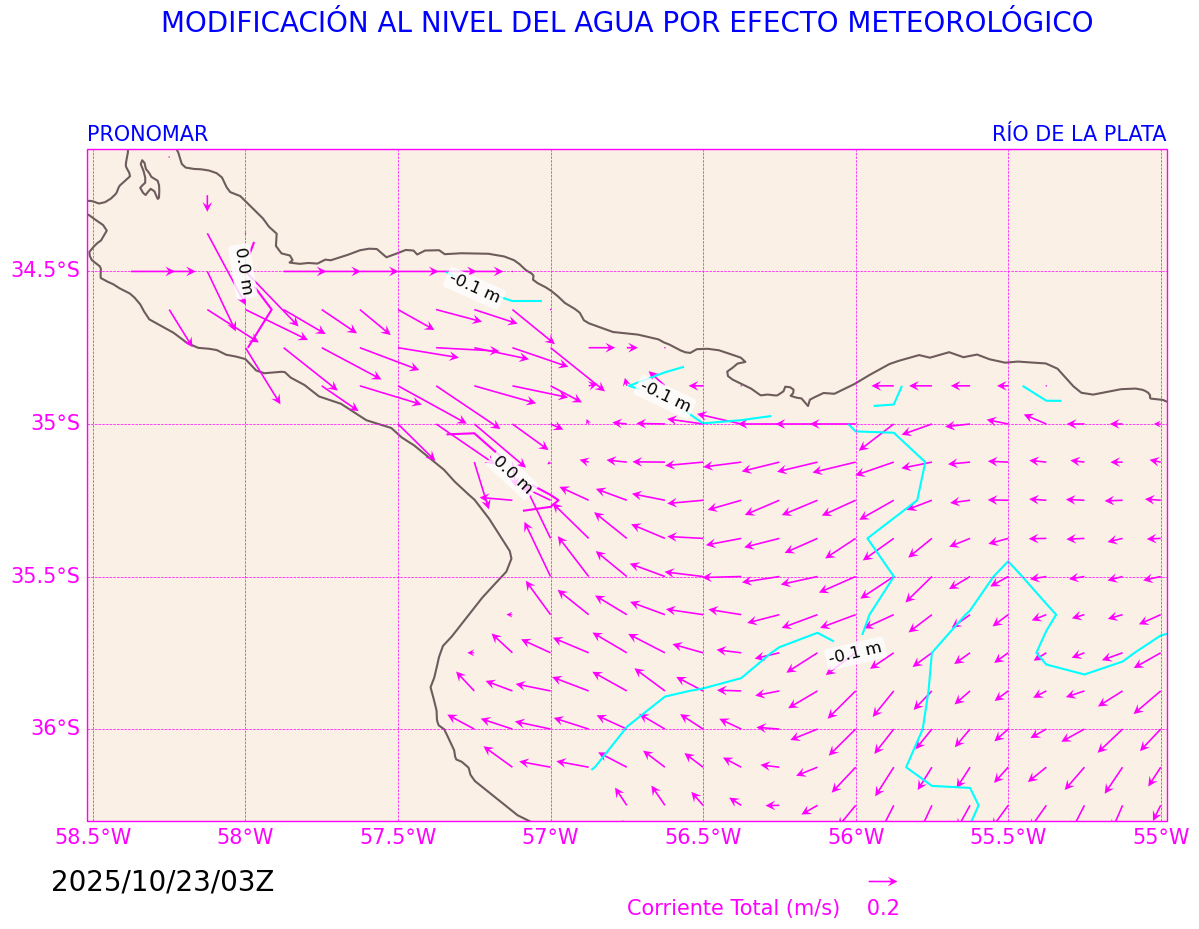 MODIFICACIÓN AL NIVEL DEL AGUA POR EFECTO METEOROLÓGICO
PRONOMAR
RÍO DE LA PLATA
0.0 m
34.5°S
-0.1 m
-0.1 m
35°S
0.0 m
35.5°S
-0.1 m
36°S
58.5°W 58°W 57.5°W 57°W 56.5°W 56°W 55.5°W 55°W
2025/10/23/03Z
Corriente Total (m/s) 0.2